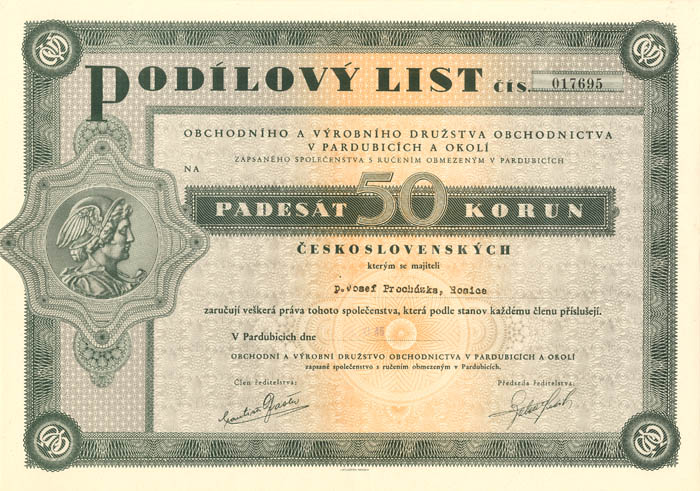 PODÍLOVÝ LIST ČÍS. 017695
OBCHODNÍHO A VÝROBNÍHO DRUŽSTVA OBCHODNICTVA
V PARDUBICÍCH A OKOLÍ
ZAPSANÉHO SPOLEČENSTVA S RUČENÍM OBMEZENÝM V PARDUBICÍCH
NA
PADESÁT 50 KORUN
ČESKOSLOVENSKÝCH
kterým se majiteli
p.Josef Procházka, Rosice
zaručují veškerá práva tohoto společenstva, která podle stanov každému členu příslušejí.
V Pardubicích dne
OBCHODNÍ A VÝROBNÍ DRUŽSTVO OBCHODNICTVA V PARDUBICÍCH A OKOLÍ
zapsané společenstvo s ručením obmezeným v Pardubicích.
Člen ředitelstva: Předseda ředitelstva: